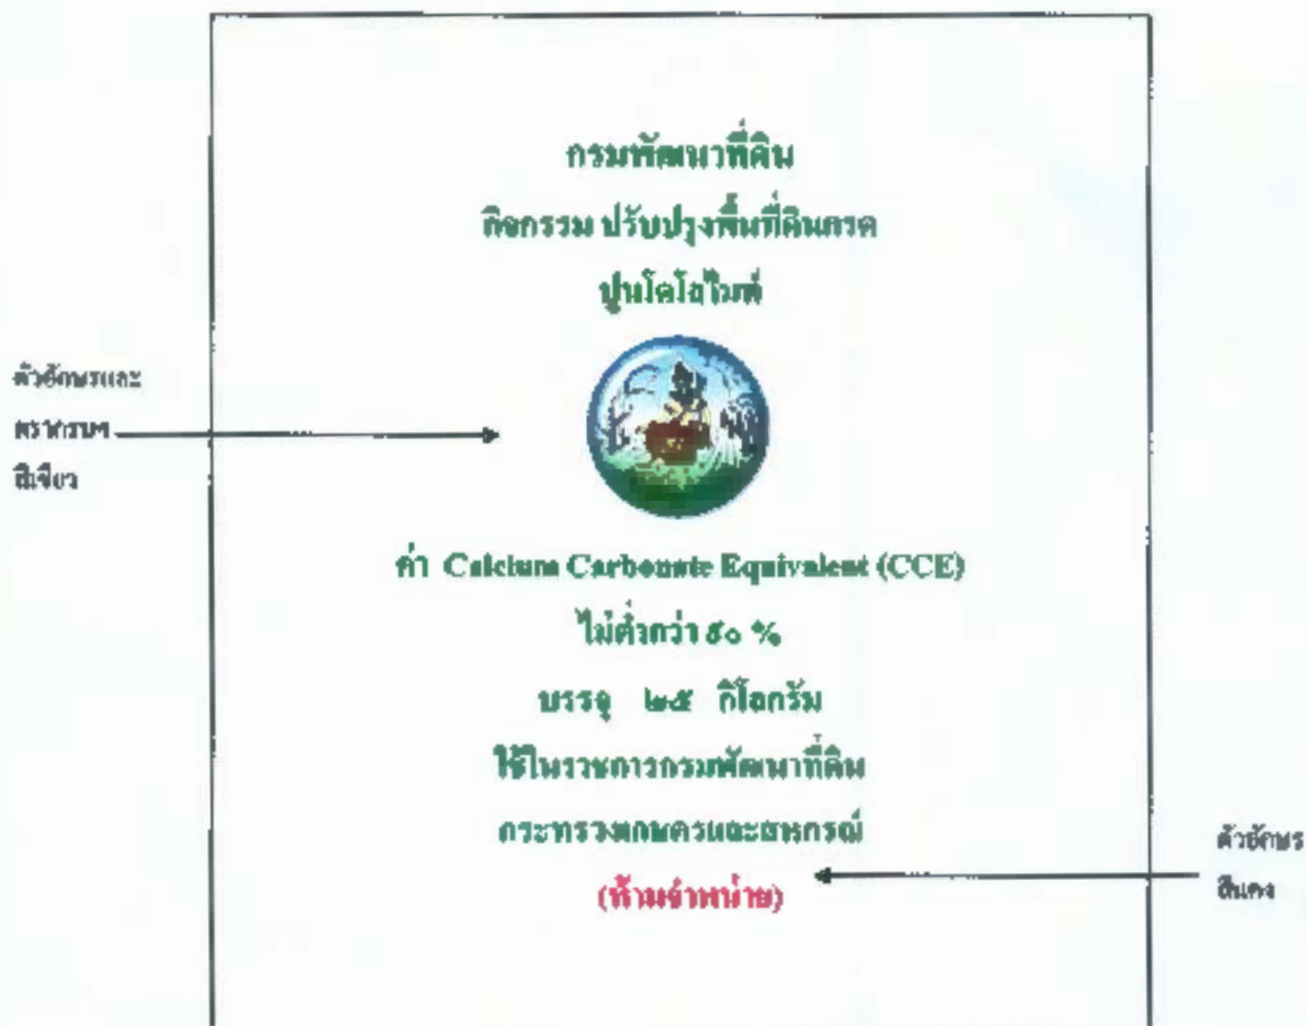 กรมพัฒนาที่ดิน
กิจกรรม ปรับปรุงพื้นที่ดินกรด
ปูนโดโลไมท์
ตัวอักษรและ
ตรากรมฯ
สีเขียว
ค่า Calcium Carbonate Equivalent (CCE)
ไม่ต่ำกว่า ๙๐ %
บรรจุ ๒๕ กิโลกรัม
ใช้ในราชการกรมพัฒนาที่ดิน
กระทรวงเกษตรและสหกรณ์
(ห้ามจำหน่าย)
ตัวอักษร
สีแดง